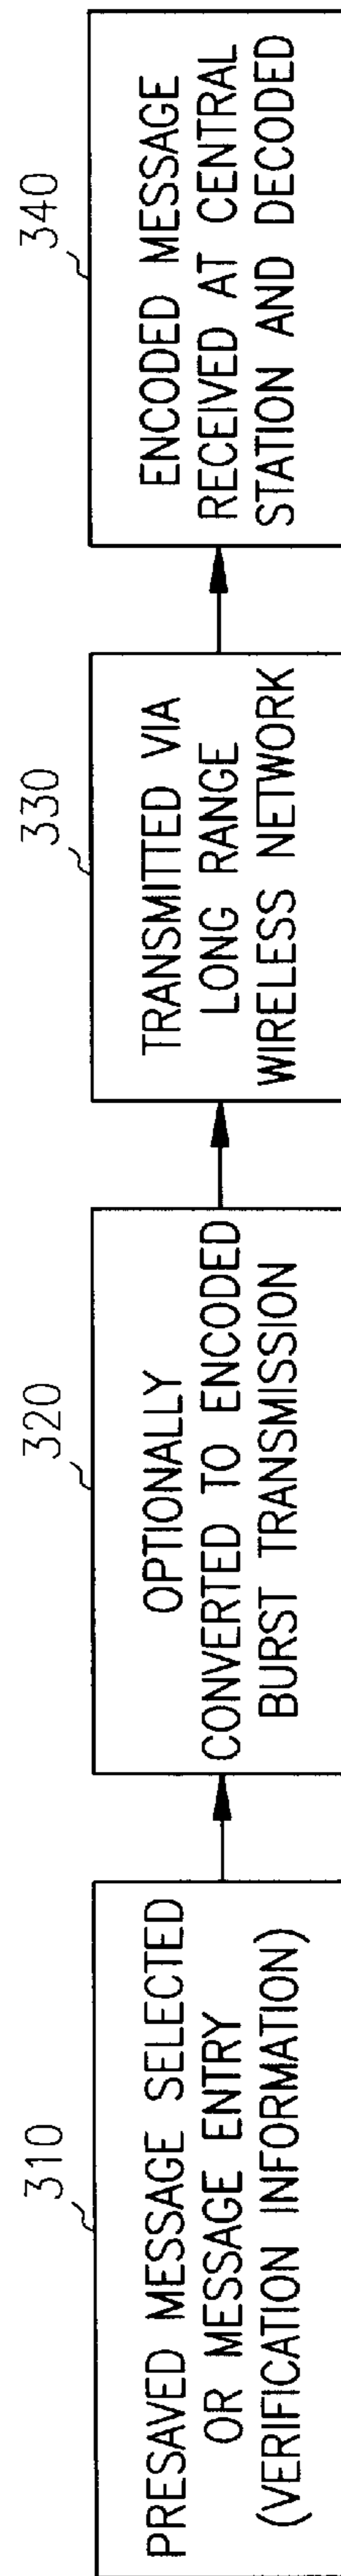 310
PRESAVED MESSAGE SELECTED
OR MESSAGE ENTRY
(VERIFICATION INFORMATION)
320
OPTIONALLY
CONVERTED TO ENCODED
BURST TRANSMISSION
330
TRANSMITTED VIA
LONG RANGE
WIRELESS NETWORK
340
ENCODED MESSAGE
RECEIVED AT CENTRAL
STATION AND DECODED